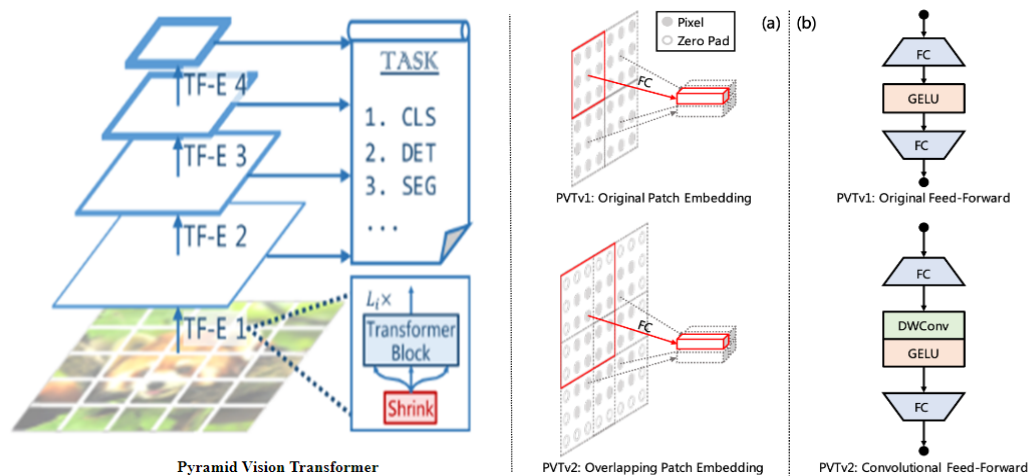 TASK
1. CLS
2. DET
3. SEG
...
TF-E 4
TF-E 3
TF-E 2
TF-E 1
Lᵢ×
Transformer
Block
Shrink
Pyramid Vision Transformer
Pixel
Zero Pad
(a)
FC
PVTv1: Original Patch Embedding
FC
PVTv2: Overlapping Patch Embedding
(b)
FC
GELU
FC
PVTv1: Original Feed-Forward
FC
DWConv
GELU
FC
PVTv2: Convolutional Feed-Forward